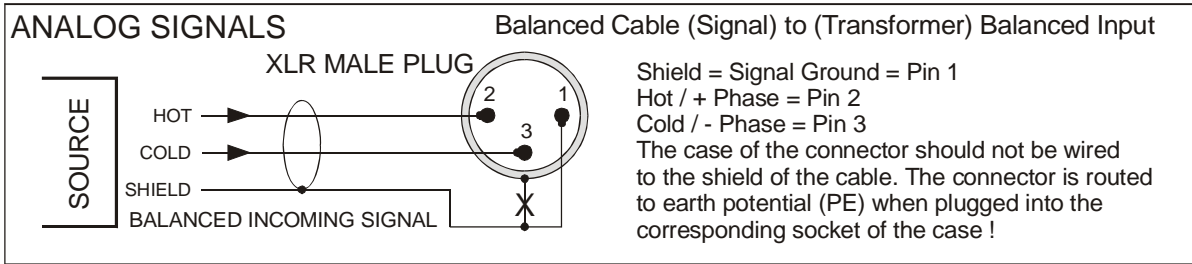 ANALOG SIGNALS
Balanced Cable (Signal) to (Transformer) Balanced Input
XLR MALE PLUG
SOURCE
HOT
COLD
SHIELD
BALANCED INCOMING SIGNAL
2
1
3
X
Shield = Signal Ground = Pin 1
Hot / + Phase = Pin 2
Cold / - Phase = Pin 3
The case of the connector should not be wired
to the shield of the cable. The connector is routed
to earth potential (PE) when plugged into the
corresponding socket of the case !